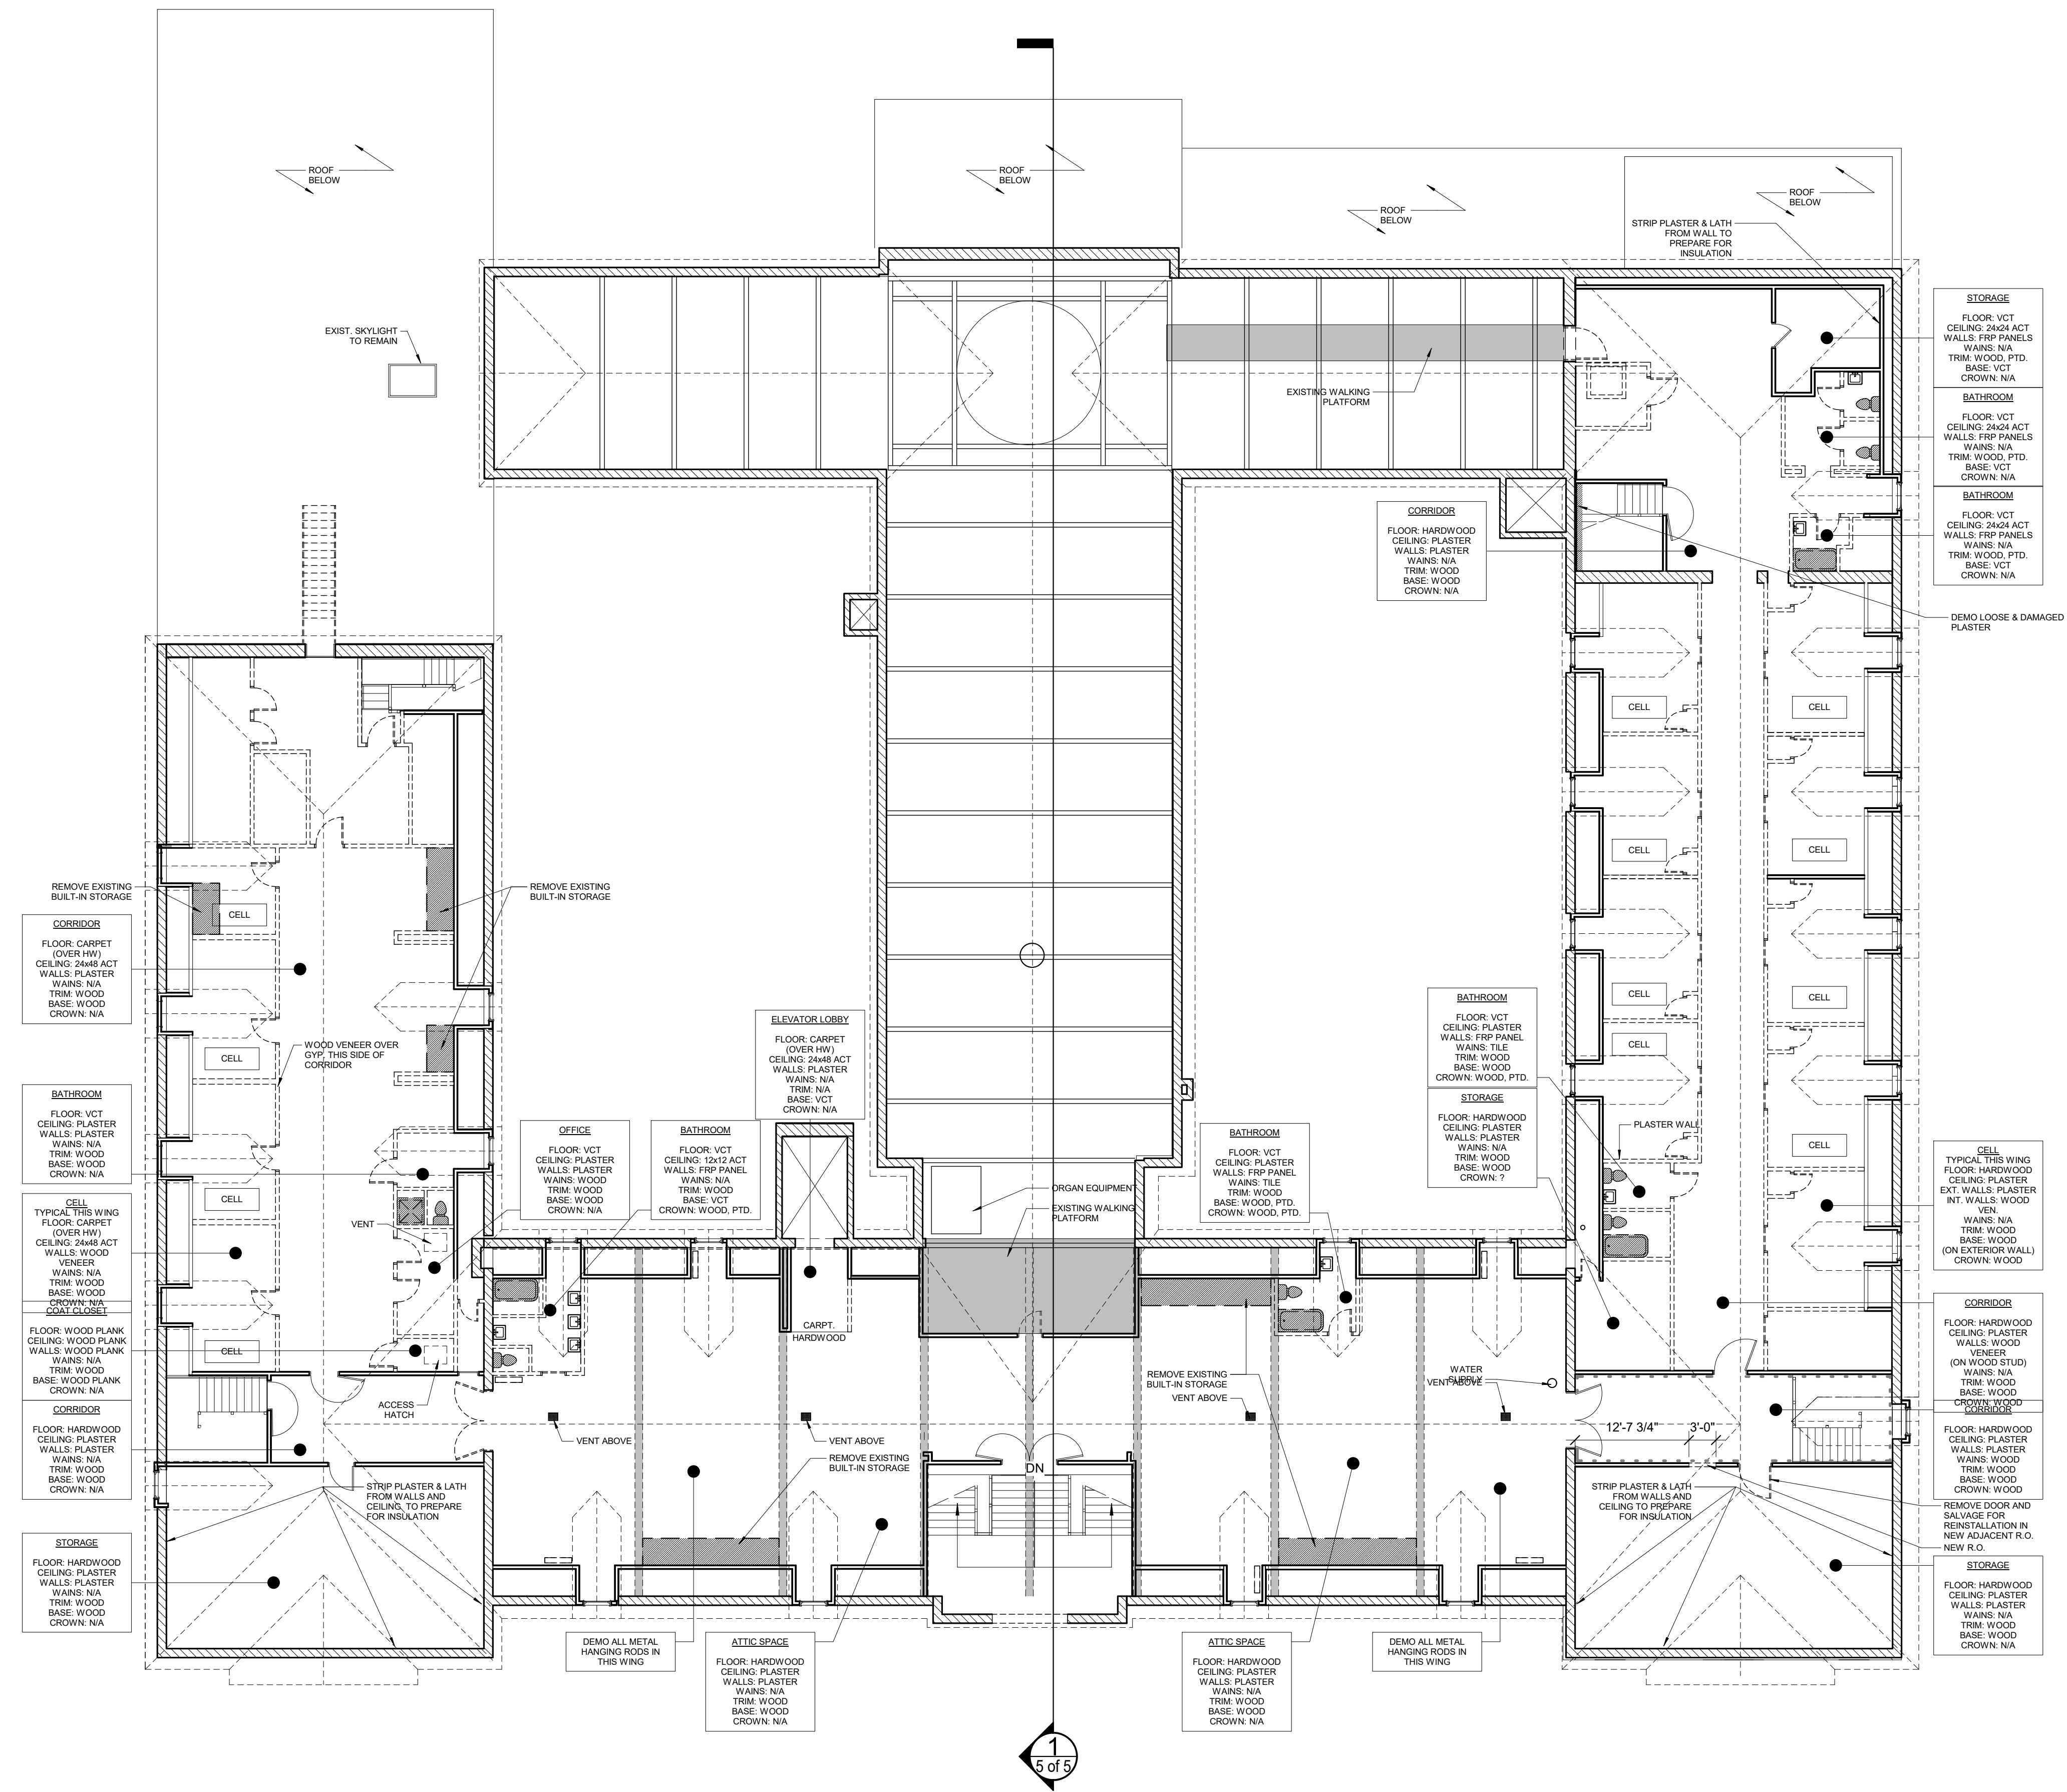 ROOF
BELOW
ROOF
BELOW
ROOF
BELOW
ROOF
BELOW
STRIP PLASTER & LATH
FROM WALL TO
PREPARE FOR
INSULATION
EXIST. SKYLIGHT
TO REMAIN
EXISTING WALKING
PLATFORM
STORAGE
FLOOR: VCT
CEILING: 24x24 ACT
WALLS: FRP PANELS
WAINS: N/A
TRIM: WOOD, PTD.
BASE: VCT
CROWN: N/A
BATHROOM
FLOOR: VCT
CEILING: 24x24 ACT
WALLS: FRP PANELS
WAINS: N/A
TRIM: WOOD, PTD.
BASE: VCT
CROWN: N/A
BATHROOM
FLOOR: VCT
CEILING: 24x24 ACT
WALLS: FRP PANELS
WAINS: N/A
TRIM: WOOD, PTD.
BASE: VCT
CROWN: N/A
CORRIDOR
FLOOR: HARDWOOD
CEILING: PLASTER
WALLS: PLASTER
WAINS: N/A
TRIM: WOOD
BASE: WOOD
CROWN: N/A
DEMO LOOSE & DAMAGED
PLASTER
CELL
CELL
CELL
CELL
CELL
CELL
CELL
CELL
REMOVE EXISTING
BUILT-IN STORAGE
CELL
REMOVE EXISTING
BUILT-IN STORAGE
CORRIDOR
FLOOR: CARPET
(OVER HW)
CEILING: 24x48 ACT
WALLS: PLASTER
WAINS: N/A
TRIM: WOOD
BASE: WOOD
CROWN: N/A
WOOD VENEER OVER
GYP, THIS SIDE OF
CORRIDOR
CELL
BATHROOM
FLOOR: VCT
CEILING: PLASTER
WALLS: PLASTER
WAINS: N/A
TRIM: WOOD
BASE: WOOD
CROWN: N/A
CELL
TYPICAL THIS WING
FLOOR: CARPET
(OVER HW)
CEILING: 24x48 ACT
WALLS: WOOD
VENEER
WAINS: N/A
TRIM: WOOD
BASE: WOOD
CROWN: N/A
COAT CLOSET
FLOOR: WOOD PLANK
CEILING: WOOD PLANK
WALLS: WOOD PLANK
WAINS: N/A
TRIM: WOOD
BASE: WOOD PLANK
CROWN: N/A
CORRIDOR
FLOOR: HARDWOOD
CEILING: PLASTER
WALLS: PLASTER
WAINS: N/A
TRIM: WOOD
BASE: WOOD
CROWN: N/A
STORAGE
FLOOR: HARDWOOD
CEILING: PLASTER
WALLS: PLASTER
WAINS: N/A
TRIM: WOOD
BASE: WOOD
CROWN: N/A
CELL
VENT
CELL
ACCESS
HATCH
STRIP PLASTER & LATH
FROM WALLS AND
CEILING, TO PREPARE
FOR INSULATION
OFFICE
FLOOR: VCT
CEILING: PLASTER
WALLS: PLASTER
WAINS: WOOD
TRIM: WOOD
BASE: WOOD
CROWN: N/A
BATHROOM
FLOOR: VCT
CEILING: 12x12 ACT
WALLS: FRP PANEL
WAINS: N/A
TRIM: WOOD
BASE: VCT
CROWN: WOOD, PTD.
ELEVATOR LOBBY
FLOOR: CARPET
(OVER HW)
CEILING: 24x48 ACT
WALLS: PLASTER
WAINS: N/A
TRIM: N/A
BASE: VCT
CROWN: N/A
ORGAN EQUIPMENT
EXISTING WALKING
PLATFORM
CARPT.
HARDWOOD
BATHROOM
FLOOR: VCT
CEILING: PLASTER
WALLS: FRP PANEL
WAINS: TILE
TRIM: WOOD
BASE: WOOD, PTD.
CROWN: WOOD, PTD.
BATHROOM
FLOOR: VCT
CEILING: PLASTER
WALLS: FRP PANEL
WAINS: TILE
TRIM: WOOD
BASE: WOOD
CROWN: WOOD, PTD.
STORAGE
FLOOR: HARDWOOD
CEILING: PLASTER
WALLS: PLASTER
WAINS: N/A
TRIM: WOOD
BASE: WOOD
CROWN: ?
PLASTER WALL
CELL
TYPICAL THIS WING
FLOOR: HARDWOOD
CEILING: PLASTER
EXT. WALLS: PLASTER
INT. WALLS: WOOD
VEN.
WAINS: N/A
TRIM: WOOD
BASE: WOOD
(ON EXTERIOR WALL)
CROWN: WOOD
CORRIDOR
FLOOR: HARDWOOD
CEILING: PLASTER
WALLS: WOOD
VENEER
(ON WOOD STUD)
WAINS: N/A
TRIM: WOOD
BASE: WOOD
CROWN: WOOD
CORRIDOR
FLOOR: HARDWOOD
CEILING: PLASTER
WALLS: PLASTER
WAINS: WOOD
TRIM: WOOD
BASE: WOOD
CROWN: WOOD
REMOVE DOOR AND
SALVAGE FOR
REINSTALLATION IN
NEW ADJACENT R.O.
NEW R.O.
STORAGE
FLOOR: HARDWOOD
CEILING: PLASTER
WALLS: PLASTER
WAINS: N/A
TRIM: WOOD
BASE: WOOD
CROWN: N/A
REMOVE EXISTING
BUILT-IN STORAGE
VENT ABOVE
WATER
SUPPLY
VENT ABOVE
12'-7 3/4"
3'-0"
VENT ABOVE
VENT ABOVE
REMOVE EXISTING
BUILT-IN STORAGE
DN
STRIP PLASTER & LATH
FROM WALLS AND
CEILING TO PREPARE
FOR INSULATION
DEMO ALL METAL
HANGING RODS IN
THIS WING
ATTIC SPACE
FLOOR: HARDWOOD
CEILING: PLASTER
WALLS: PLASTER
WAINS: N/A
TRIM: WOOD
BASE: WOOD
CROWN: N/A
ATTIC SPACE
FLOOR: HARDWOOD
CEILING: PLASTER
WALLS: PLASTER
WAINS: N/A
TRIM: WOOD
BASE: WOOD
CROWN: N/A
DEMO ALL METAL
HANGING RODS IN
THIS WING
1
5 of 5